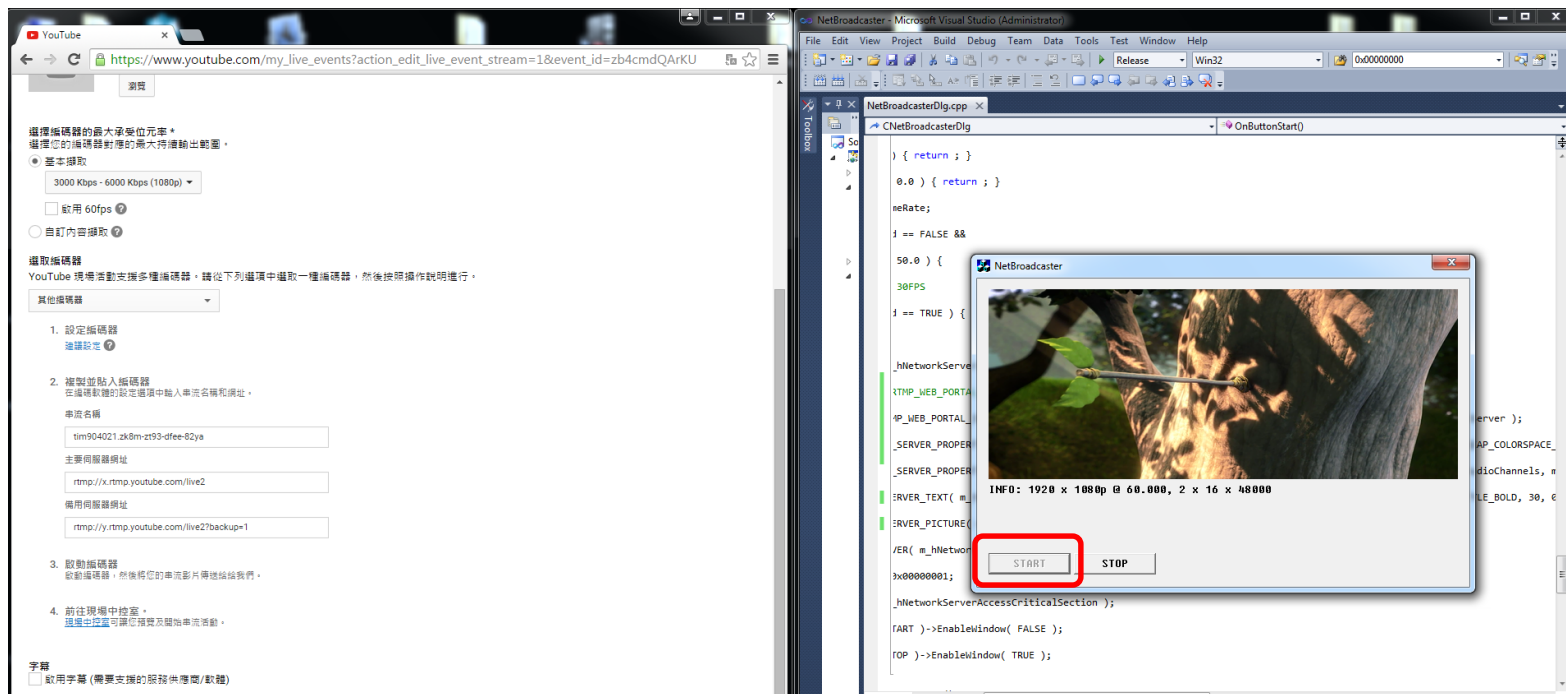 YouTube
https://www.youtube.com/my_live_events?action_edit_live_event_stream=1&event_id=zb4cmdQArKU
瀏覽
選擇編碼器的最大承受位元率 *
選擇您的編碼器對應的最大持續輸出範圍。
基本擷取
3000 Kbps - 6000 Kbps (1080p)
啟用 60fps
自訂內容擷取
選取編碼器
YouTube 現場活動支援多種編碼器。請從下列選項中選取一種編碼器，然後按照操作說明進行。
其他編碼器
1. 設定編碼器
建議設定
2. 複製並貼入編碼器
在編碼軟體的設定選項中輸入串流名稱和網址。
串流名稱
tim904021.zk8m-zt93-dfee-82ya
主要伺服器網址
rtmp://x.rtmp.youtube.com/live2
備用伺服器網址
rtmp://y.rtmp.youtube.com/live2?backup=1
3. 啟動編碼器
啟動編碼器，然後將您的串流影片傳送給我們。
4. 前往現場中控室。
現場中控室可讓您預覽及開始串流活動。
字幕
啟用字幕 (需要支援的服務供應商/軟體)
NetBroadcaster - Microsoft Visual Studio (Administrator)
File Edit View Project Build Debug Team Data Tools Test Window Help
Release Win32 0x00000000
Toolbox
NetBroadcasterDlg.cpp
CNetBroadcasterDlg OnButtonStart()
So
) { return ; }
0.0 ) { return ; }
meRate;
d == FALSE &&
50.0 ) {
30FPS
d == TRUE ) {
_hNetworkServe
RTMP_WEB_PORTA
MP_WEB_PORTAL_ erver );
_SERVER_PROPER AP_COLORSPACE_
_SERVER_PROPER dioChannels, m
ERVER_TEXT( m_ LE_BOLD, 30, 0
ERVER_PICTURE(
VER( m_hNetwor
0x00000001;
_hNetworkServerAccessCriticalSection );
TART )->EnableWindow( FALSE );
TOP )->EnableWindow( TRUE );
NetBroadcaster
INFO: 1920 x 1080p @ 60.000, 2 x 16 x 48000
START STOP